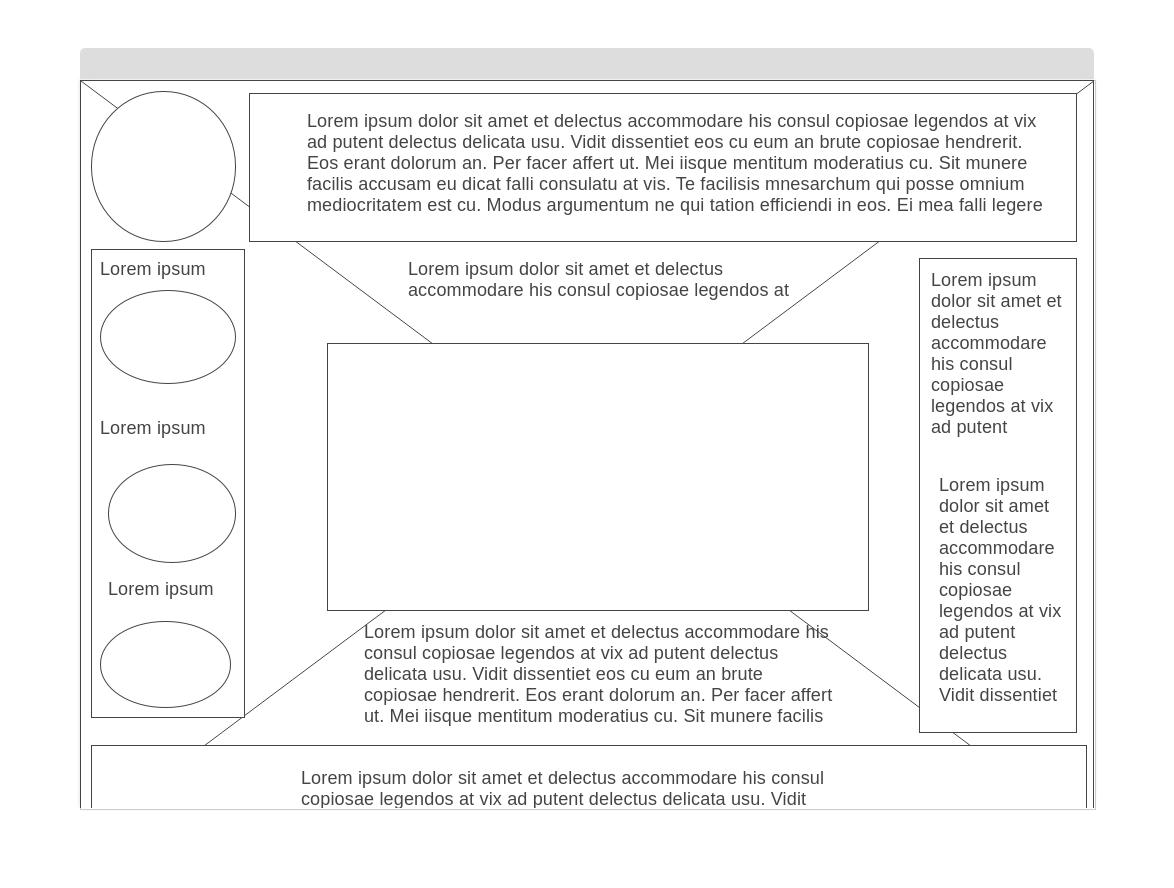 Lorem ipsum dolor sit amet et delectus accommodare his consul copiosae legendos at vix
ad putent delectus delicata usu. Vidit dissentiet eos cu eum an brute copiosae hendrerit.
Eos erant dolorum an. Per facer affert ut. Mei iisque mentitum moderatius cu. Sit munere
facilis accusam eu dicat falli consulatu at vis. Te facilisis mnesarchum qui posse omnium
mediocritatem est cu. Modus argumentum ne qui tation efficiendi in eos. Ei mea falli legere
Lorem ipsum
Lorem ipsum
Lorem ipsum
Lorem ipsum dolor sit amet et delectus
accommodare his consul copiosae legendos at
Lorem ipsum dolor sit amet et delectus accommodare his
consul copiosae legendos at vix ad putent delectus
delicata usu. Vidit dissentiet eos cu eum an brute
copiosae hendrerit. Eos erant dolorum an. Per facer affert
ut. Mei iisque mentitum moderatius cu. Sit munere facilis
Lorem ipsum
dolor sit amet et
delectus
accommodare
his consul
copiosae
legendos at vix
ad putent
Lorem ipsum
dolor sit amet
et delectus
accommodare
his consul
copiosae
legendos at vix
ad putent
delectus
delicata usu.
Vidit dissentiet
Lorem ipsum dolor sit amet et delectus accommodare his consul
copiosae legendos at vix ad putent delectus delicata usu. Vidit